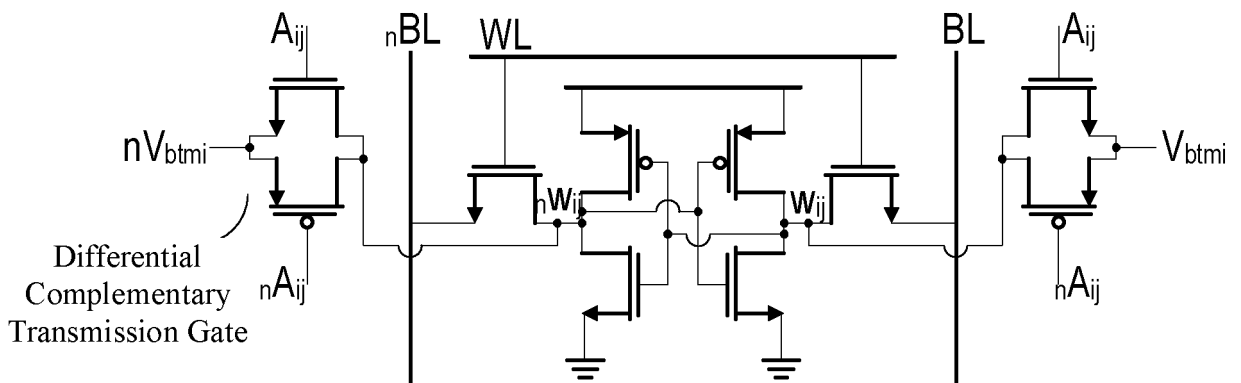 Aij
nBL
WL
BL
Aij
nVbtmi
Vbtmi
nWij
Wij
Differential
Complementary
Transmission Gate
nAij
nAij